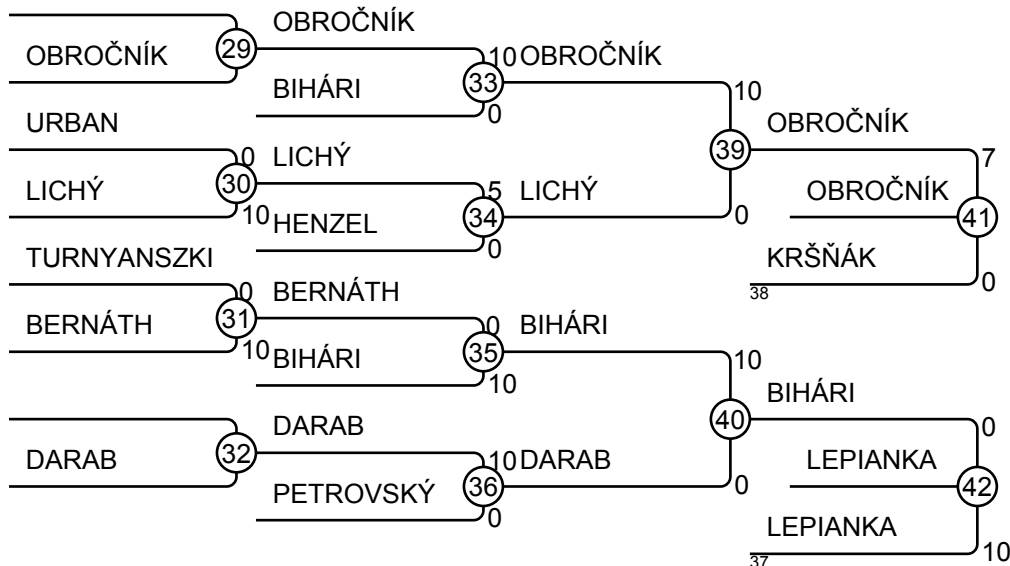 OBROČNÍK
OBROČNÍK 29 10 OBROČNÍK
BIHÁRI 33 10
URBAN 0
OBROČNÍK
0 LICHÝ 39 7
LICHÝ 30 5 LICHÝ OBROČNÍK
10 HENZEL 34 0 41
TURNYANSZKI 0 KRŠŇÁK
0 BERNÁTH 38 0
BERNÁTH 31 0 BIHÁRI
10 BIHÁRI 35 10
10 BIHÁRI
DARAB 40 0
DARAB 32 10 DARAB LEPIANKA
PETROVSKÝ 36 0 42
0 LEPIANKA
37 10